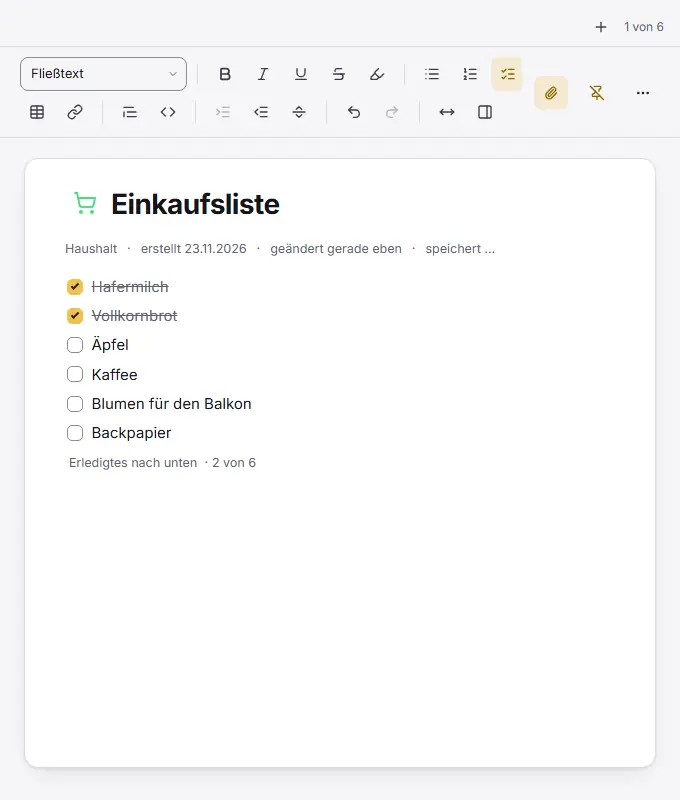 1 von 6
Fließtext
Einkaufsliste
Haushalt · erstellt 23.11.2026 · geändert gerade eben · speichert ...
Hafermilch
Vollkornbrot
Äpfel
Kaffee
Blumen für den Balkon
Backpapier
Erledigtes nach unten · 2 von 6